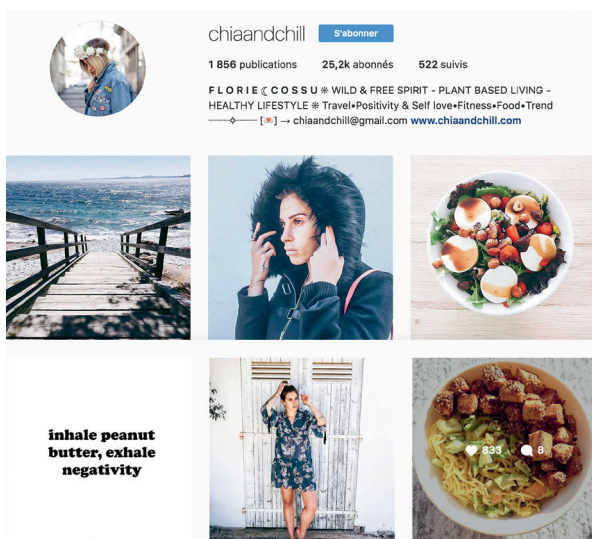 chiaandchill S'abonner
1 856 publications 25,2k abonnés 522 suivis
FLORIE☾COSSU ❊ WILD & FREE SPIRIT - PLANT BASED LIVING -
HEALTHY LIFESTYLE ❊ Travel•Positivity & Self love•Fitness•Food•Trend
┈┈┈✧┈┈┈ [💌] → chiaandchill@gmail.com www.chiaandchill.com
inhale peanut
butter, exhale
negativity
833 8